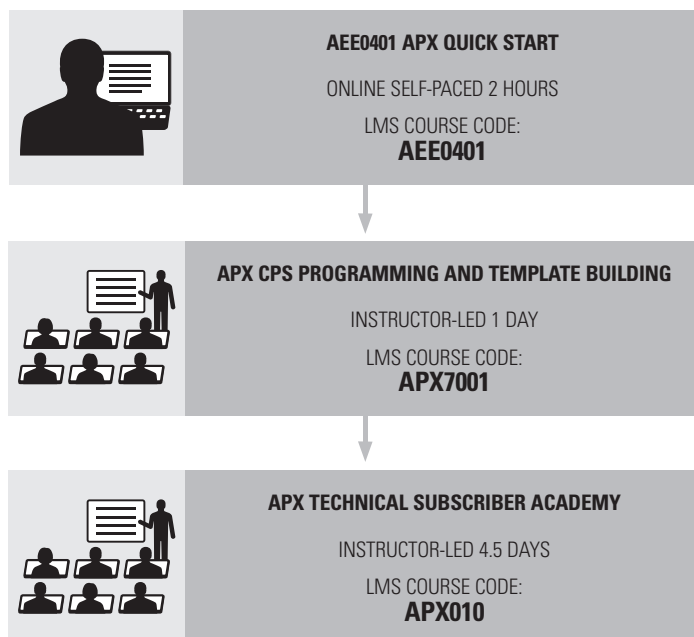 AEE0401 APX QUICK START
ONLINE SELF-PACED 2 HOURS
LMS COURSE CODE:
AEE0401
APX CPS PROGRAMMING AND TEMPLATE BUILDING
INSTRUCTOR-LED 1 DAY
LMS COURSE CODE:
APX7001
APX TECHNICAL SUBSCRIBER ACADEMY
INSTRUCTOR-LED 4.5 DAYS
LMS COURSE CODE:
APX010